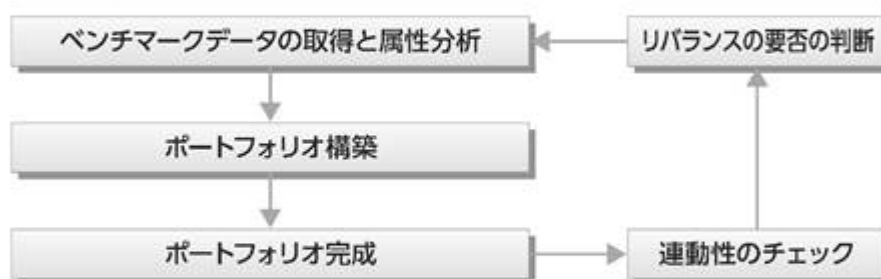 ベンチマークデータの取得と属性分析
リバランスの要否の判断
ポートフォリオ構築
ポートフォリオ完成
連動性のチェック